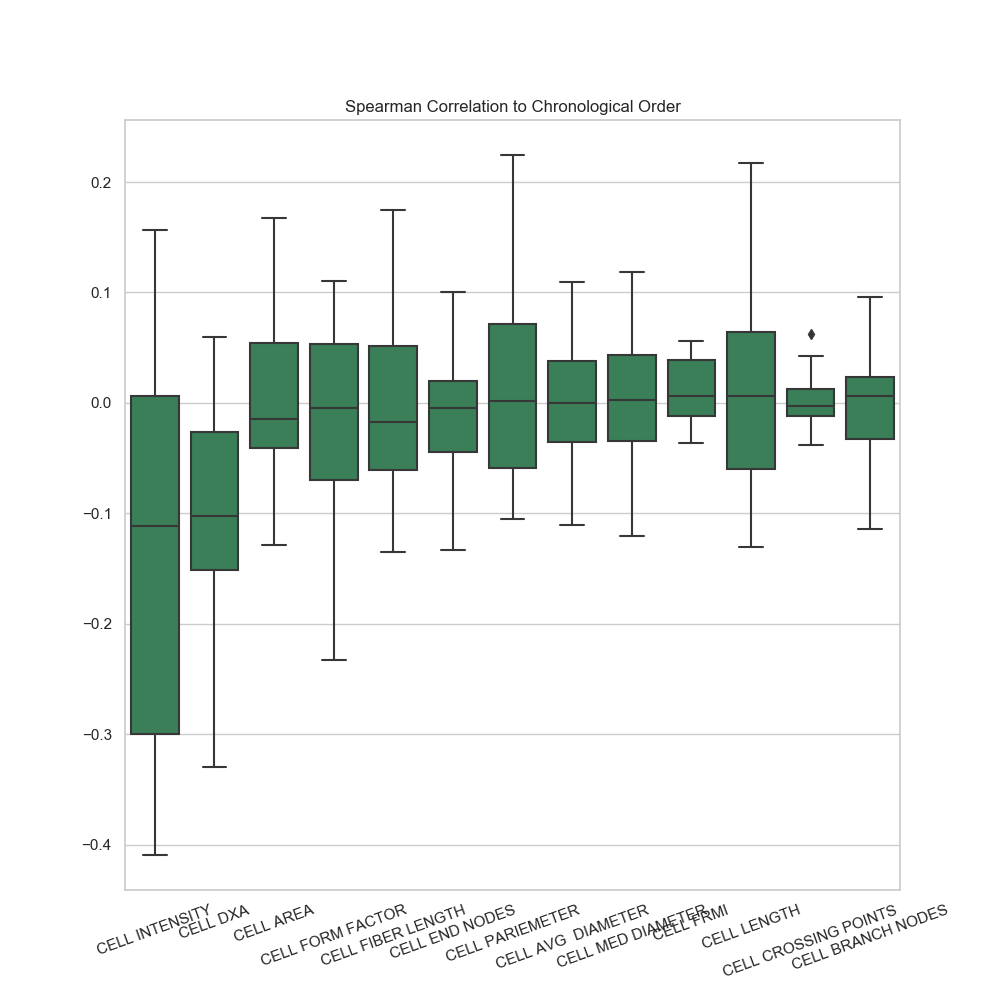 Spearman Correlation to Chronological Order
0.2
0.1
0.0
−0.1
−0.2
−0.3
−0.4
CELL INTENSITY
CELL DXA
CELL AREA
CELL FORM FACTOR
CELL FIBER LENGTH
CELL END NODES
CELL PARIEMETER
CELL AVG  DIAMETER
CELL MED DIAMETER
CELL FRMI
CELL LENGTH
CELL CROSSING POINTS
CELL BRANCH NODES